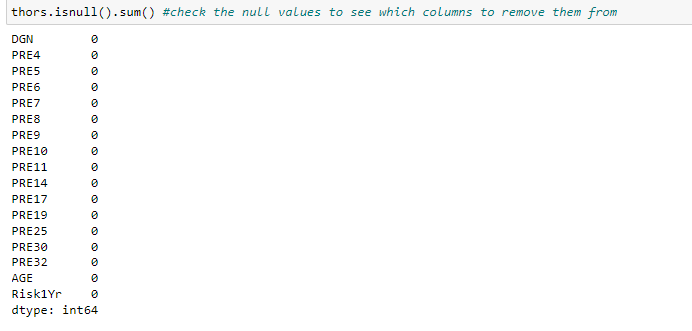 thors.isnull().sum() #check the null values to see which columns to remove them from
DGN 0
PRE4 0
PRE5 0
PRE6 0
PRE7 0
PRE8 0
PRE9 0
PRE10 0
PRE11 0
PRE14 0
PRE17 0
PRE19 0
PRE25 0
PRE30 0
PRE32 0
AGE 0
Risk1Yr 0
dtype: int64